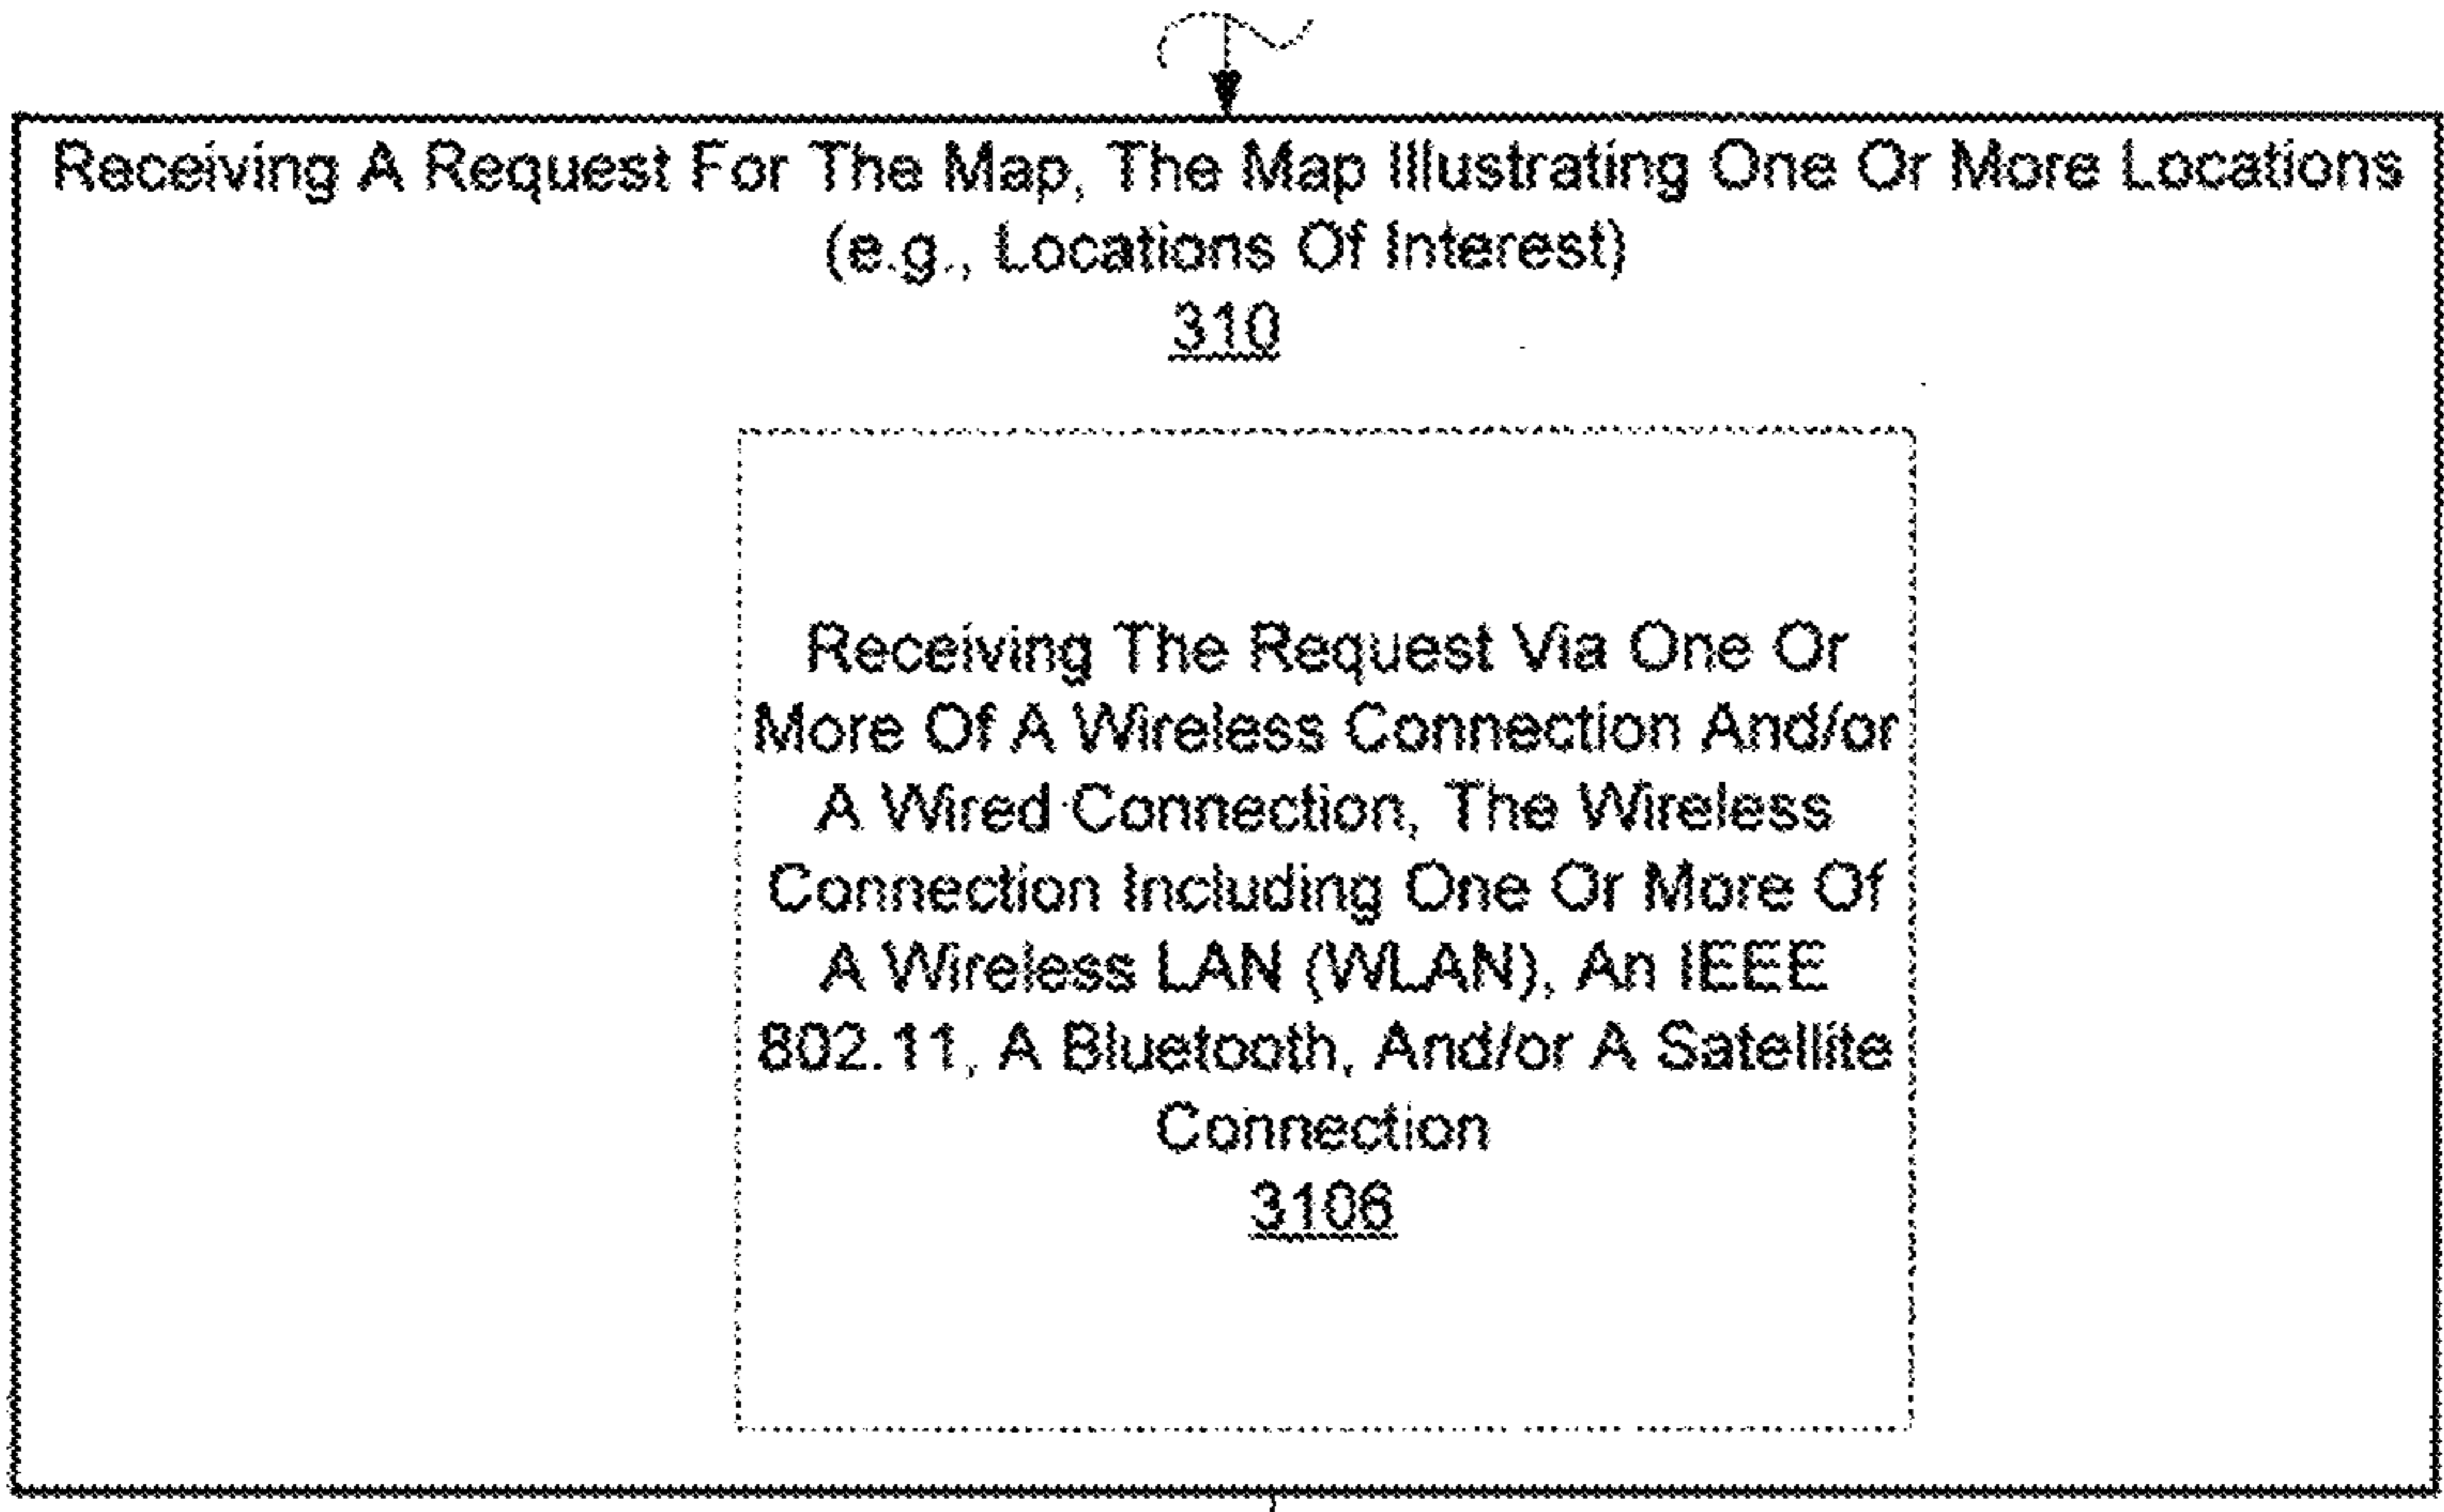 Receiving A Request For The Map, The Map Illustrating One Or More Locations
(e.g., Locations Of Interest)
310
Receiving The Request Via One Or
More Of A Wireless Connection And/or
A Wired Connection, The Wireless
Connection Including One Or More Of
A Wireless LAN (WLAN), An IEEE
802.11, A Bluetooth, And/or A Satellite
Connection
3106